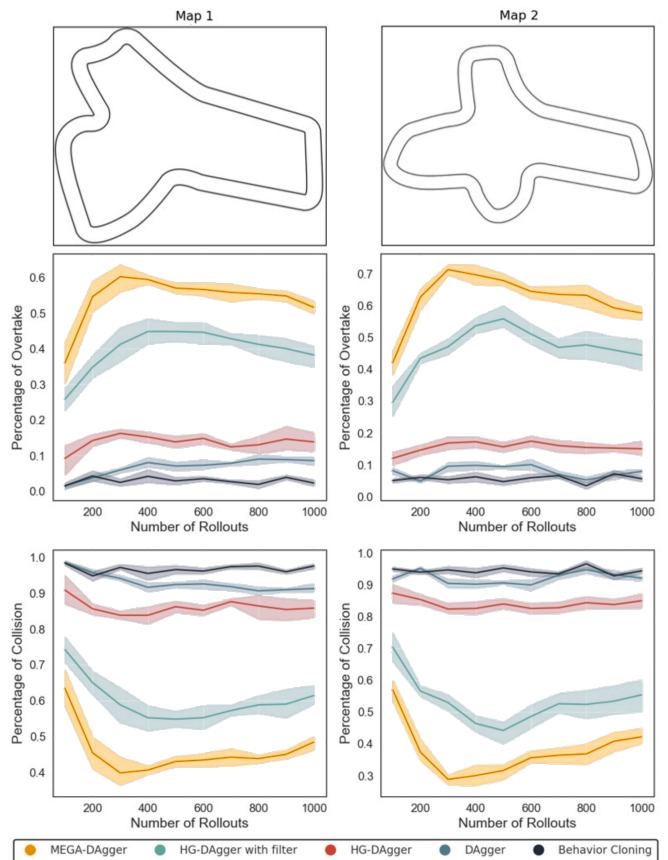 Map 1
Map 2
Percentage of Overtake
0.6
0.5
0.4
0.3
0.2
0.1
0.0
200 400 600 800 1000
Number of Rollouts
Percentage of Overtake
0.7
0.6
0.5
0.4
0.3
0.2
0.1
0.0
200 400 600 800 1000
Number of Rollouts
Percentage of Collision
1.0
0.9
0.8
0.7
0.6
0.5
0.4
200 400 600 800 1000
Number of Rollouts
Percentage of Collision
1.0
0.9
0.8
0.7
0.6
0.5
0.4
0.3
200 400 600 800 1000
Number of Rollouts
MEGA-DAgger HG-DAgger with filter HG-DAgger DAgger Behavior Cloning